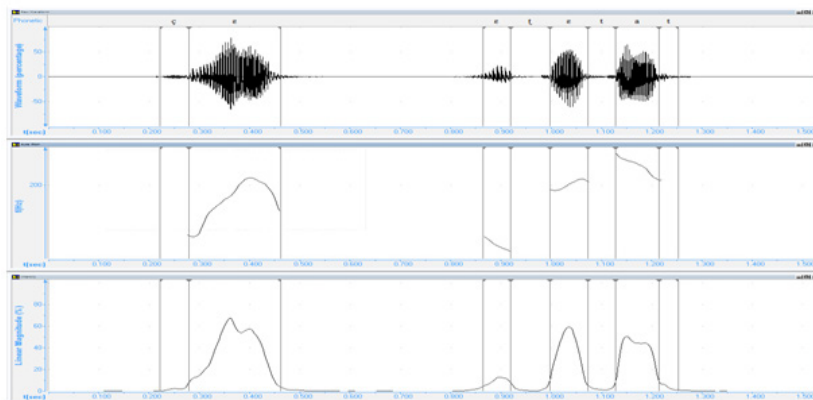 Phonetic ç e e t̪ e t a t
Waveform (percentage)
50
0
-50
t(sec) 0.100 0.200 0.300 0.400 0.500 0.600 0.700 0.800 0.900 1.000 1.100 1.200 1.300 1.400 1.500
f(Hz)
200
t(sec) 0.100 0.200 0.300 0.400 0.500 0.600 0.700 0.800 0.900 1.000 1.100 1.200 1.300 1.400 1.500
Linear Magnitude (%)
80
60
40
20
0
t(sec) 0.100 0.200 0.300 0.400 0.500 0.600 0.700 0.800 0.900 1.000 1.100 1.200 1.300 1.400 1.500